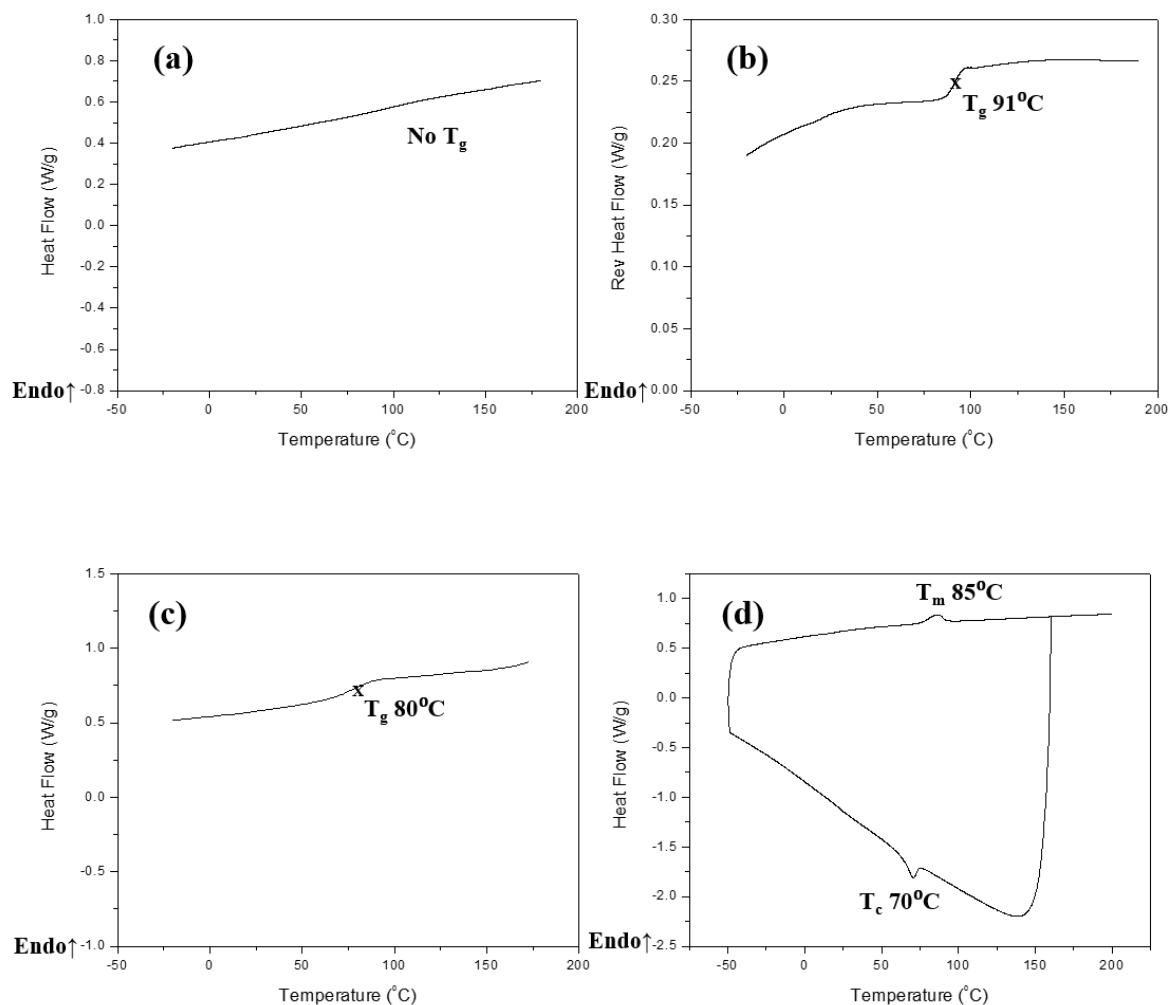 (a)
No T_g
1.0
0.8
0.6
0.4
0.2
0.0
-0.2
-0.4
-0.6
-0.8
Heat Flow (W/g)
Endo↑
-50 0 50 100 150 200
Temperature (°C)
(b)
T_g 91°C
x
0.30
0.25
0.20
0.15
0.10
0.05
0.00
Rev Heat Flow (W/g)
Endo↑
-50 0 50 100 150 200
Temperature (°C)
(c)
x
T_g 80°C
1.5
1.0
0.5
0.0
-0.5
-1.0
Heat Flow (W/g)
Endo↑
-50 0 50 100 150 200
Temperature (°C)
(d)
T_m 85°C
T_c 70°C
1.0
0.5
0.0
-0.5
-1.0
-1.5
-2.0
-2.5
Heat Flow (W/g)
Endo↑
-50 0 50 100 150 200
Temperature (°C)